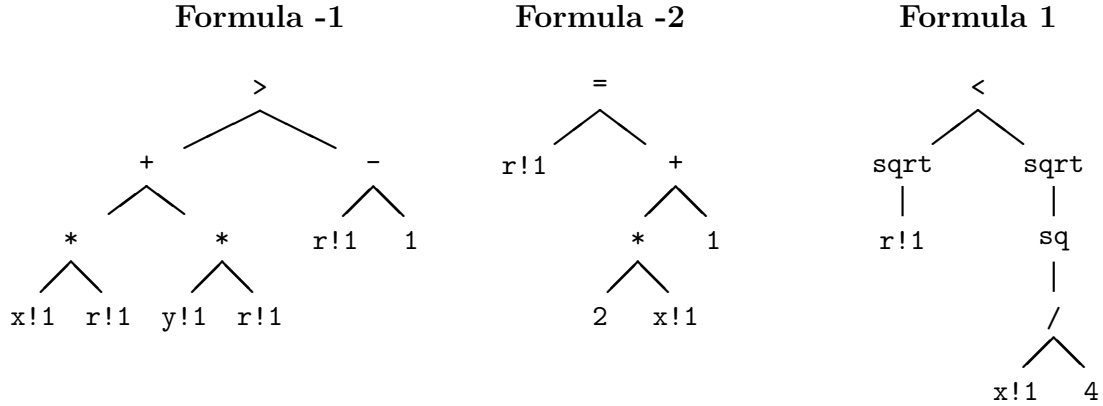 Formula -1 Formula -2 Formula 1
> = <
+ - r!1 + sqrt sqrt
* * r!1 1 * 1 r!1 sq
x!1 r!1 y!1 r!1 2 x!1 /
x!1 4